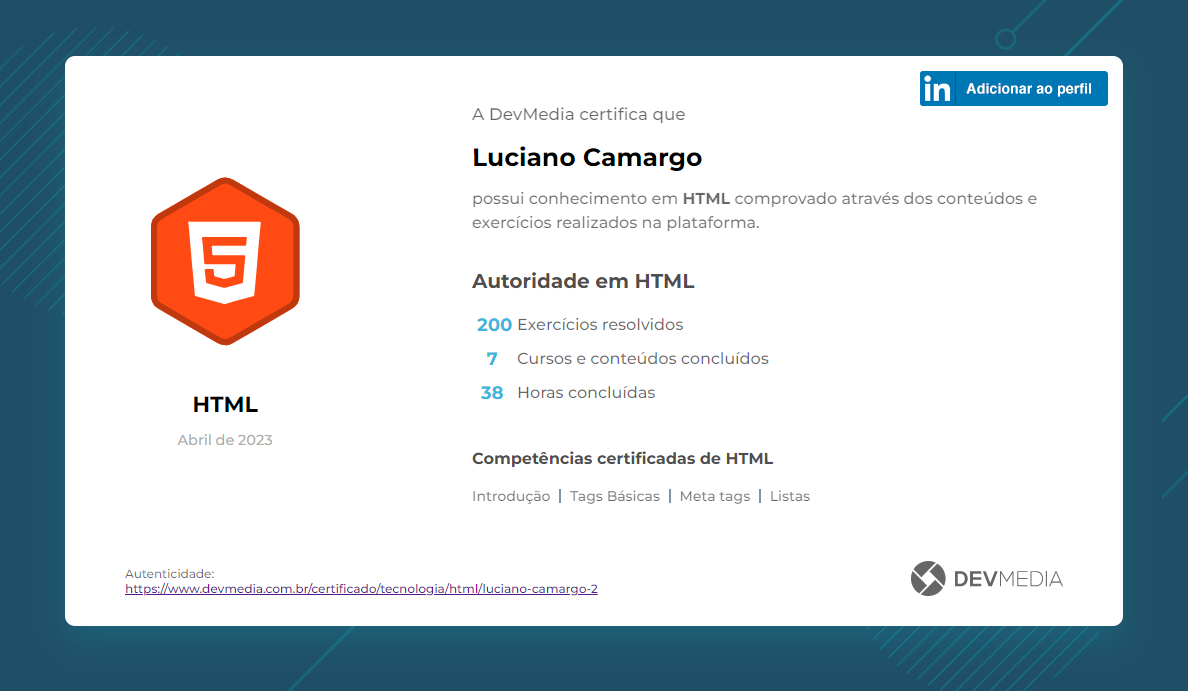 in Adicionar ao perfil
A DevMedia certifica que
Luciano Camargo
possui conhecimento em HTML comprovado através dos conteúdos e
exercícios realizados na plataforma.
5
HTML
Abril de 2023
Autoridade em HTML
200 Exercícios resolvidos
7 Cursos e conteúdos concluídos
38 Horas concluídas
Competências certificadas de HTML
Introdução | Tags Básicas | Meta tags | Listas
Autenticidade:
https://www.devmedia.com.br/certificado/tecnologia/html/luciano-camargo-2
DEVMEDIA